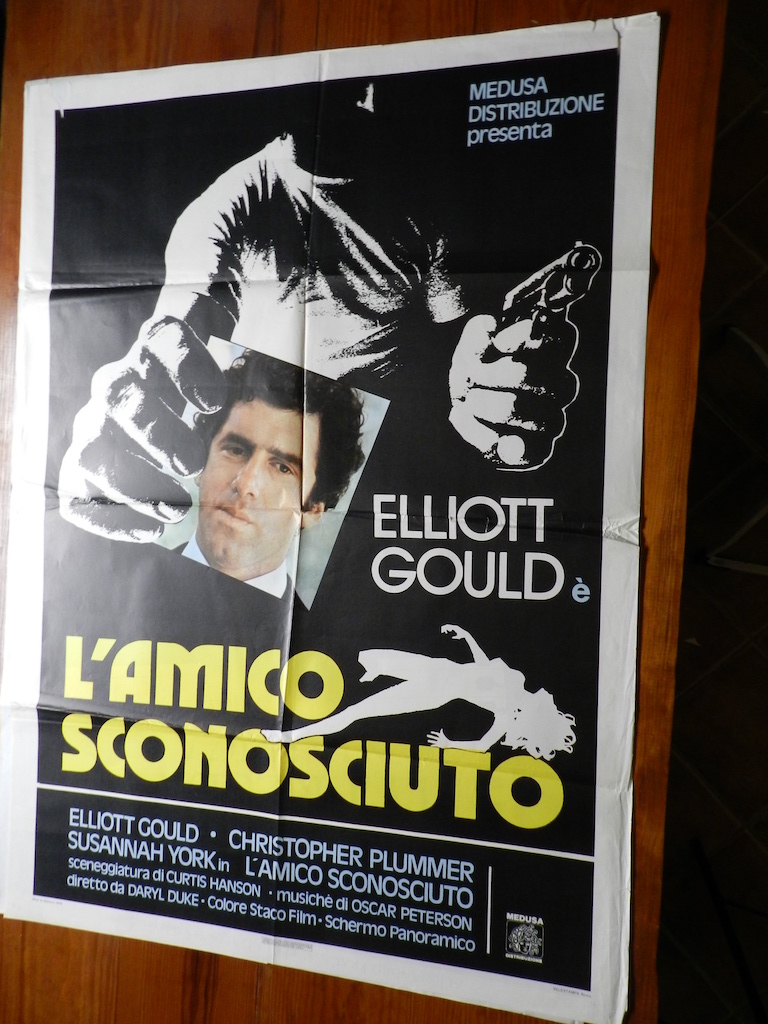 MEDUSA
DISTRIBUZIONE
presenta
ELLIOTT
GOULD è
L'AMICO
SCONOSCIUTO
ELLIOTT GOULD • CHRISTOPHER PLUMMER
SUSANNAH YORK in L'AMICO SCONOSCIUTO
sceneggiatura di CURTIS HANSON • musiche di OSCAR PETERSON
diretto da DARYL DUKE • Colore Staco Film • Schermo Panoramico
MEDUSA
DISTRIBUZIONE